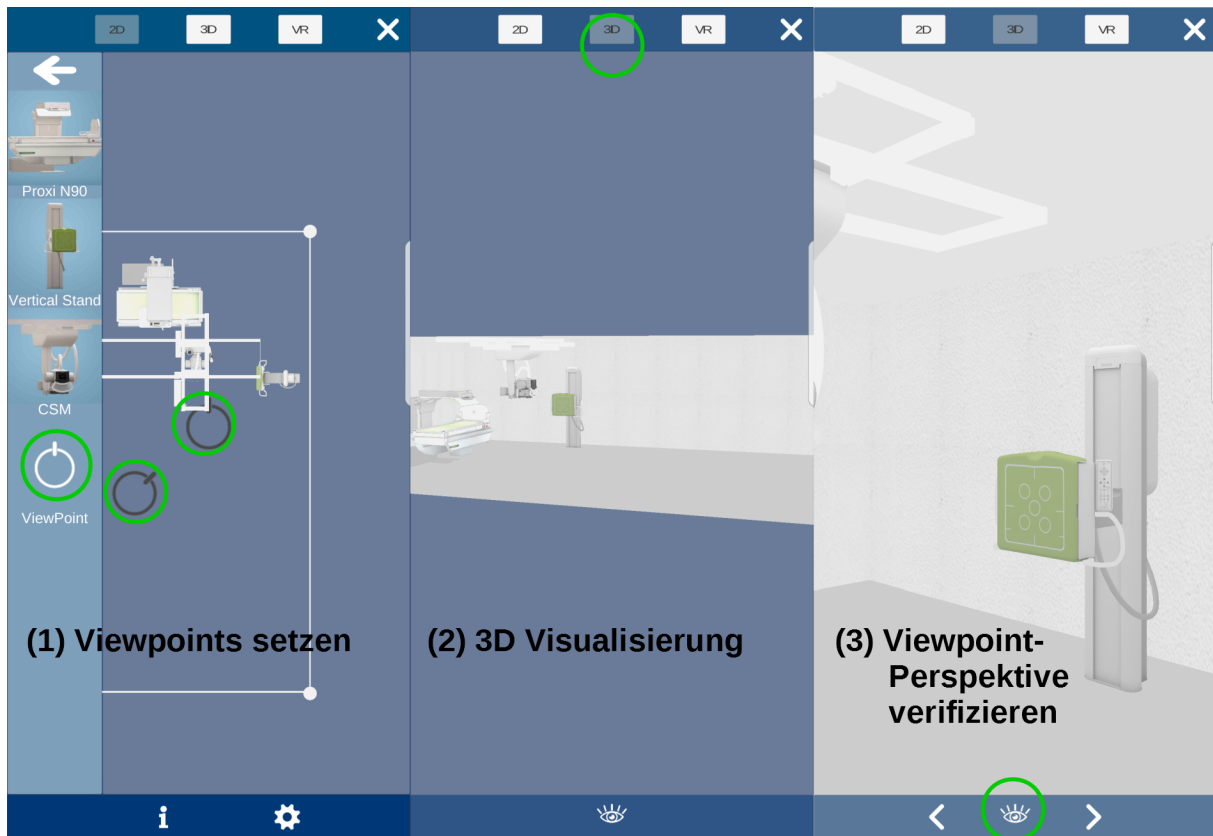 2D 3D VR
2D 3D VR
2D 3D VR
Proxi N90
Vertical Stand
CSM
ViewPoint
(1) Viewpoints setzen
(2) 3D Visualisierung
(3) Viewpoint-
Perspektive
verifizieren